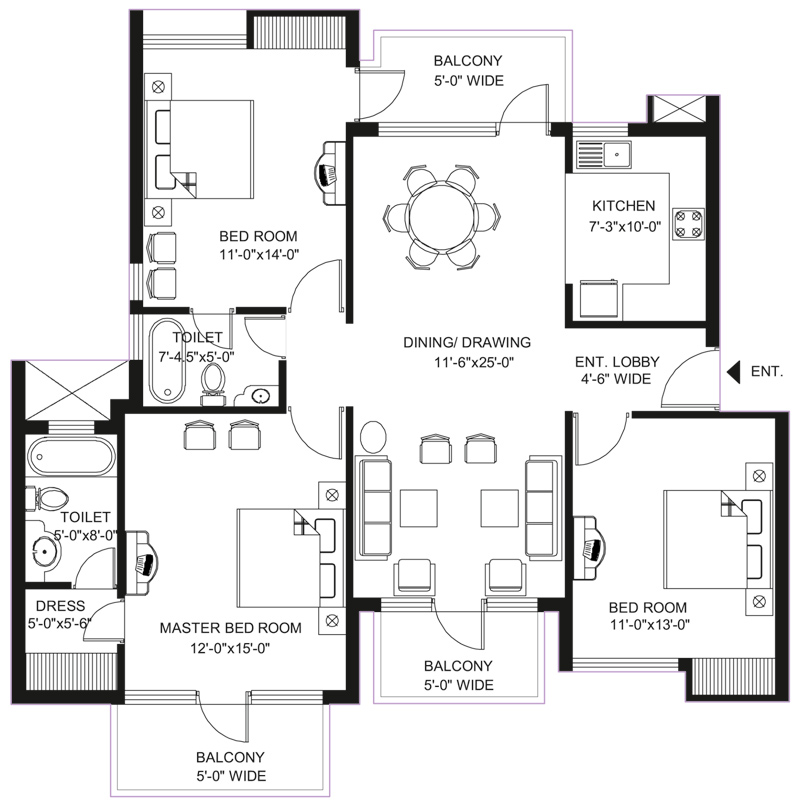 BALCONY
5'-0" WIDE
KITCHEN
7'-3"x10'-0"
BED ROOM
11'-0"x14'-0"
TOILET
7'-4.5"x5'-0"
DINING/ DRAWING
11'-6"x25'-0"
ENT. LOBBY
4'-6" WIDE
ENT.
TOILET
5'-0"x8'-0"
DRESS
5'-0"x5'-6"
MASTER BED ROOM
12'-0"x15'-0"
BED ROOM
11'-0"x13'-0"
BALCONY
5'-0" WIDE
BALCONY
5'-0" WIDE